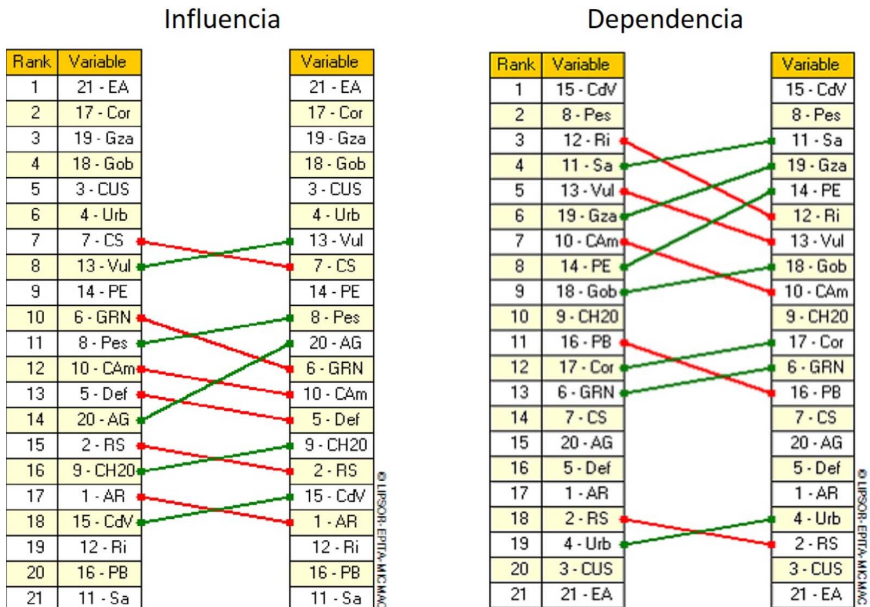 Influencia Dependencia
Rank Variable Variable Rank Variable Variable
1 21 - EA 21 - EA 1 15 - CdV 15 - CdV
2 17 - Cor 17 - Cor 2 8 - Pes 8 - Pes
3 19 - Gza 19 - Gza 3 12 - Ri 11 - Sa
4 18 - Gob 18 - Gob 4 11 - Sa 19 - Gza
5 3 - CUS 3 - CUS 5 13 - Vul 14 - PE
6 4 - Urb 4 - Urb 6 19 - Gza 12 - Ri
7 7 - CS 13 - Vul 7 10 - CAm 13 - Vul
8 13 - Vul 7 - CS 8 14 - PE 18 - Gob
9 14 - PE 14 - PE 9 18 - Gob 10 - CAm
10 6 - GRN 8 - Pes 10 9 - CH20 9 - CH20
11 8 - Pes 20 - AG 11 16 - PB 17 - Cor
12 10 - CAm 6 - GRN 12 17 - Cor 6 - GRN
13 5 - Def 10 - CAm 13 6 - GRN 16 - PB
14 20 - AG 5 - Def 14 7 - CS 7 - CS
15 2 - RS 9 - CH20 15 20 - AG 20 - AG
16 9 - CH20 2 - RS 16 5 - Def 5 - Def
17 1 - AR 15 - CdV 17 1 - AR 1 - AR
18 15 - CdV 1 - AR 18 2 - RS 4 - Urb
19 12 - Ri 12 - Ri 19 4 - Urb 2 - RS
20 16 - PB 16 - PB 20 3 - CUS 3 - CUS
21 11 - Sa 11 - Sa 21 21 - EA 21 - EA
© LIPSOR-EPITA-MICMAC
© LIPSOR-EPITA-MICMAC